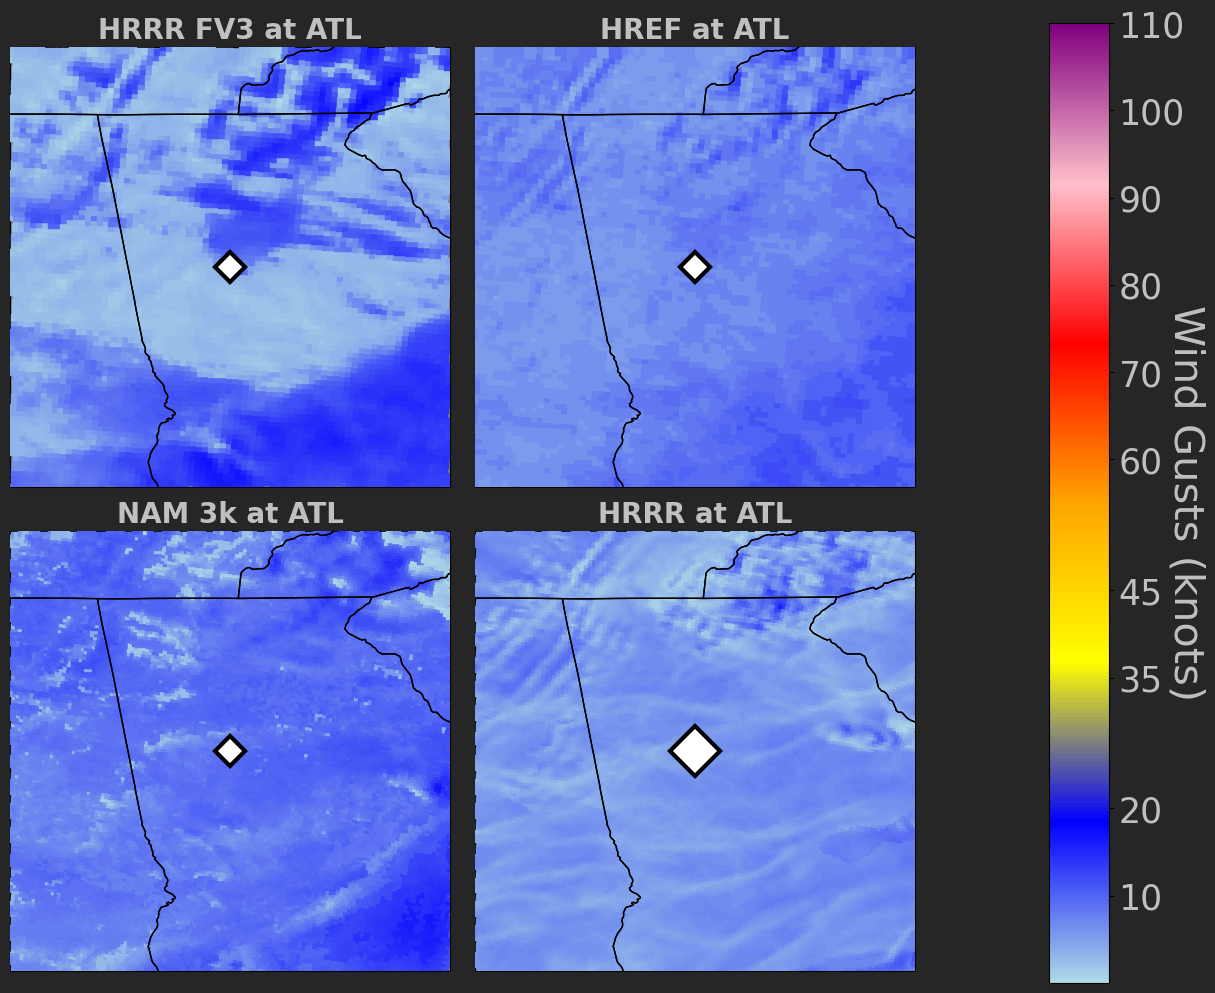 HRRR FV3 at ATL
HREF at ATL
NAM 3k at ATL
HRRR at ATL
110
100
90
80
70
60
45
35
20
10
Wind Gusts (knots)